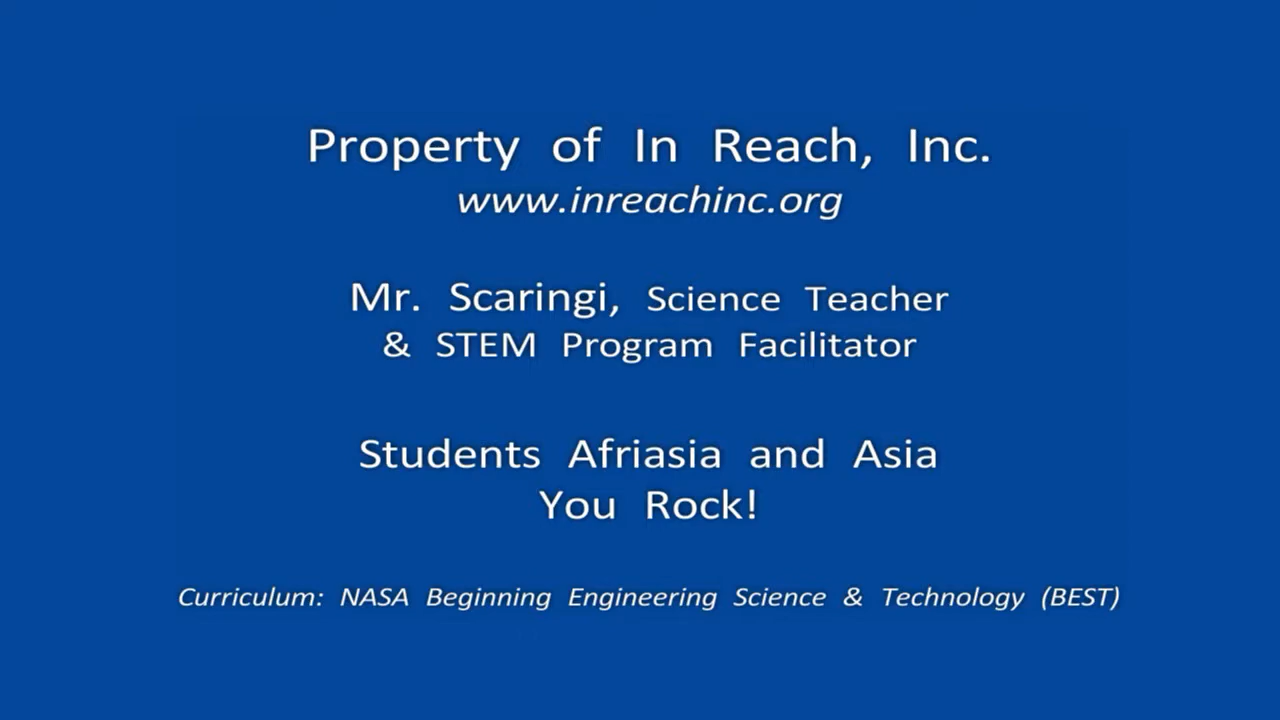 Property of In Reach, Inc.
www.inreachinc.org
Mr. Scaringi, Science Teacher
& STEM Program Facilitator
Students Afriasia and Asia
You Rock!
Curriculum: NASA Beginning Engineering Science & Technology (BEST)